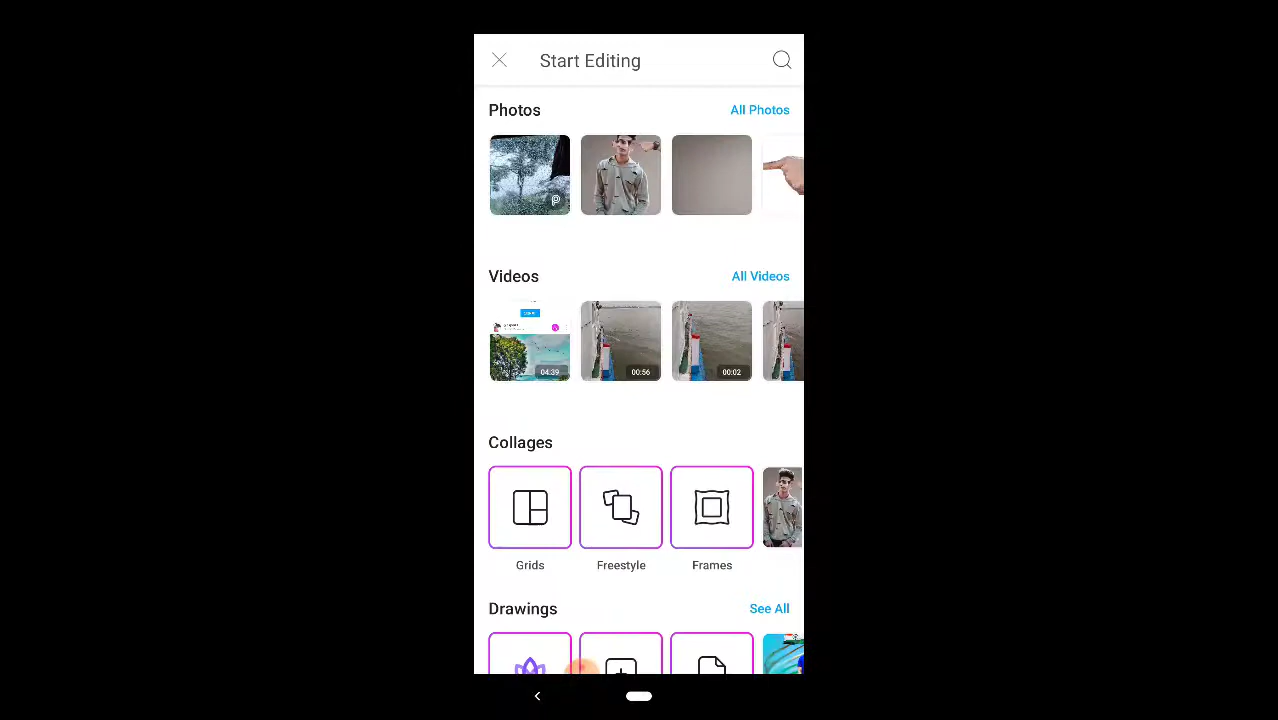 Start Editing
Photos
All Photos
Videos
All Videos
04:39
00:56
00:02
Collages
Grids
Freestyle
Frames
Drawings
See All